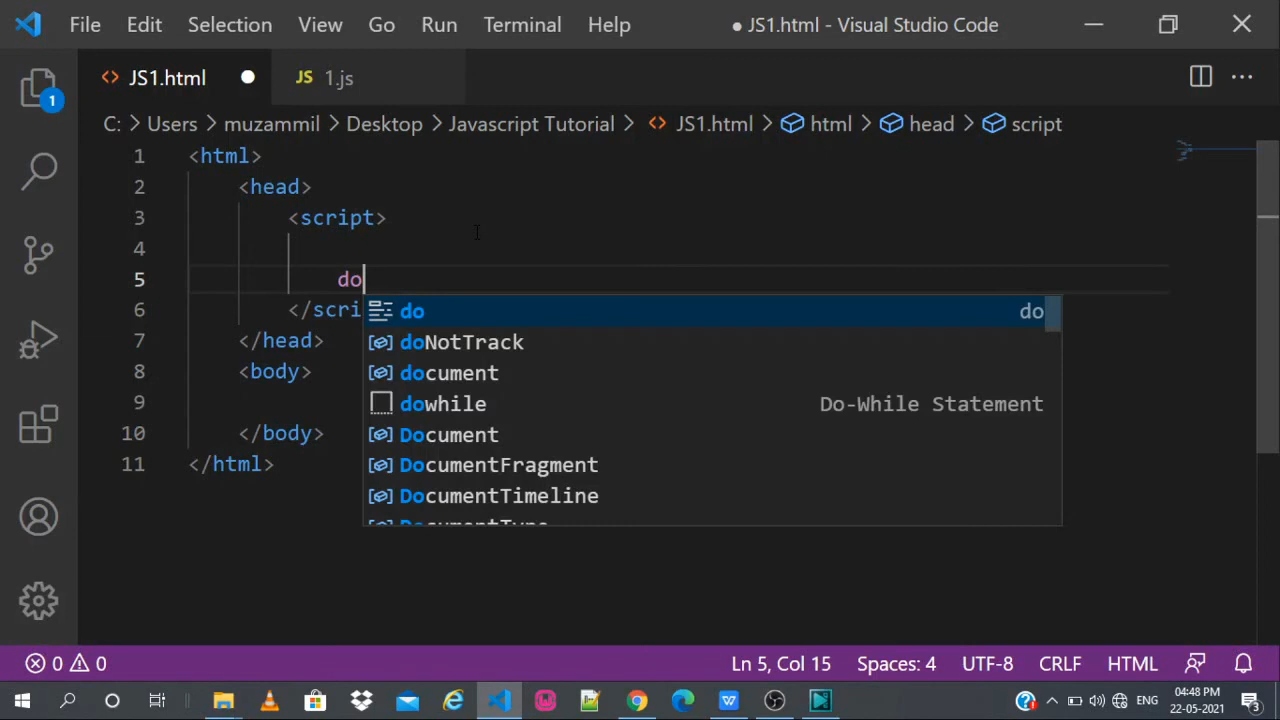 File Edit Selection View Go Run Terminal Help ● JS1.html - Visual Studio Code
<> JS1.html ● JS 1.js ...
1
C: > Users > muzammil > Desktop > Javascript Tutorial > <> JS1.html > html > head > script
1 <html>
2 <head>
3 <script>
4
5 do
6 </scri
do do
7 </head>
doNotTrack
8 <body>
document
9
dowhile Do-While Statement
10 </body>
Document
11 </html>
DocumentFragment
DocumentTimeline
DocumentType
0 0 Ln 5, Col 15 Spaces: 4 UTF-8 CRLF HTML
ENG 04:48 PM
22-05-2021 3